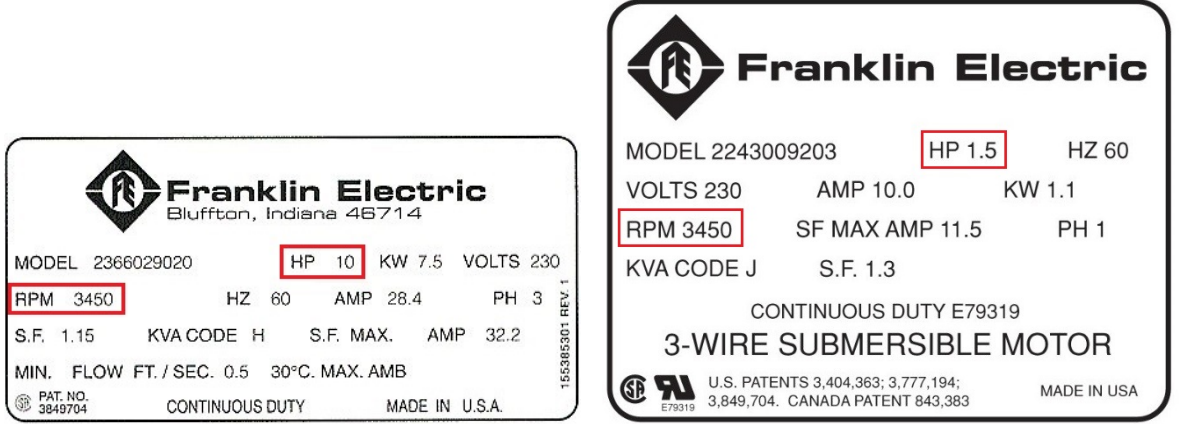 Franklin Electric
Bluffton, Indiana 46714
MODEL 2366029020 HP 10 KW 7.5 VOLTS 230
RPM 3450 HZ 60 AMP 28.4 PH 3
S.F. 1.15 KVA CODE H S.F. MAX. AMP 32.2
MIN. FLOW FT. / SEC. 0.5 30°C. MAX. AMB
PAT. NO.
3849704 CONTINUOUS DUTY MADE IN U.S.A.
155385301 REV. 1
FE Franklin Electric
MODEL 2243009203 HP 1.5 HZ 60
VOLTS 230 AMP 10.0 KW 1.1
RPM 3450 SF MAX AMP 11.5 PH 1
KVA CODE J S.F. 1.3
CONTINUOUS DUTY E79319
3-WIRE SUBMERSIBLE MOTOR
U.S. PATENTS 3,404,363; 3,777,194;
3,849,704. CANADA PATENT 843,383
MADE IN USA
E79319